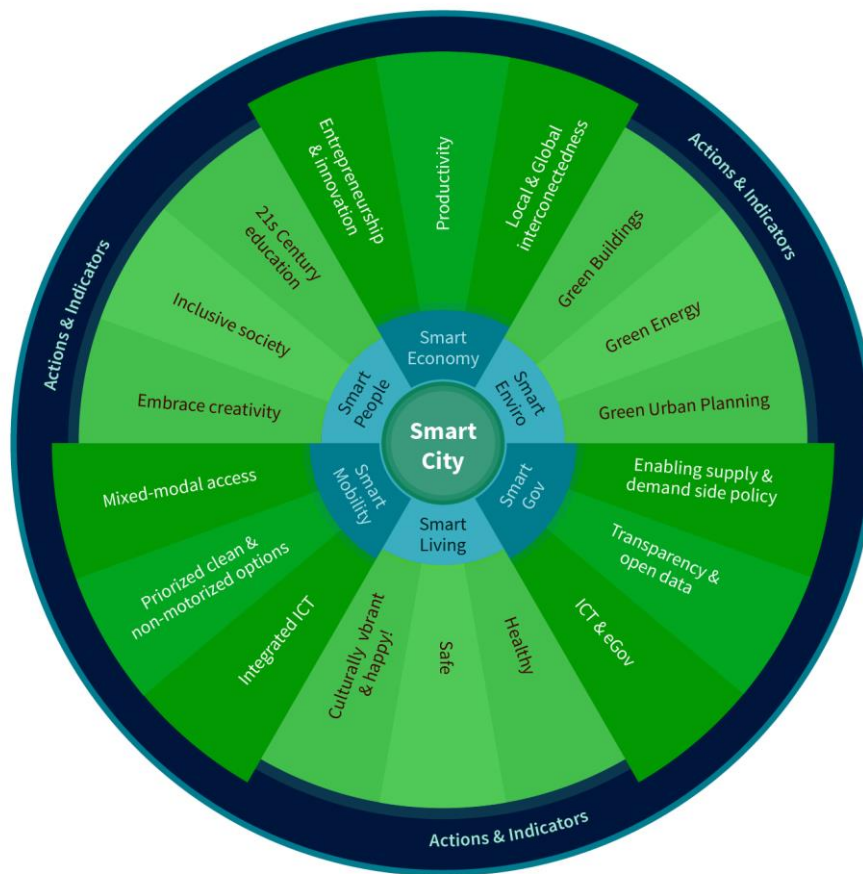 Actions & Indicators
Actions & Indicators
Actions & Indicators
Smart
City
Smart
Economy
Entrepreneurship
& innovation
Productivity
Local & Global
interconectedness
Smart
Enviro
Green Buildings
Green Energy
Green Urban Planning
Smart
Gov
Enabling supply &
demand side policy
Transparency &
open data
ICT & eGov
Smart
Living
Healthy
Safe
Culturally vbrant
& happy!
Smart
Mobility
Integrated ICT
Priorized clean &
non-motorized options
Mixed-modal access
Smart
People
Embrace creativity
Inclusive society
21s Century
education